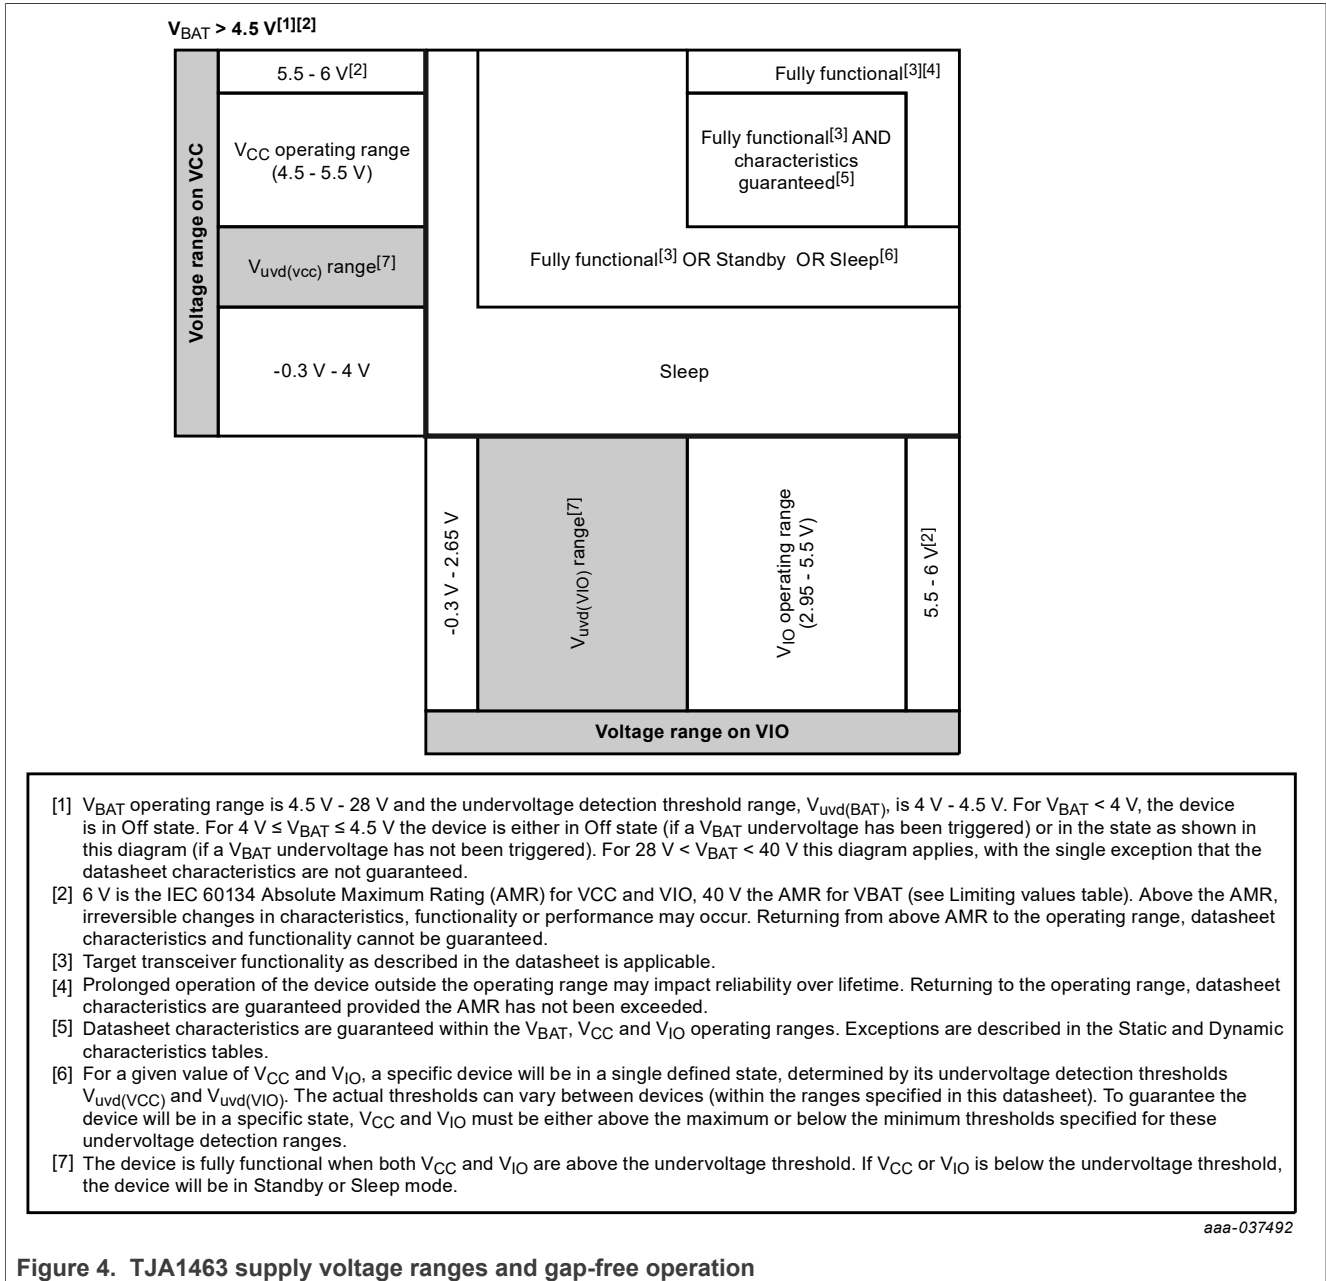 VBAT > 4.5 V[1][2]
Voltage range on VCC
5.5 - 6 V[2]
VCC operating range
(4.5 - 5.5 V)
Vuvd(vcc) range[7]
-0.3 V - 4 V
Fully functional[3][4]
Fully functional[3] AND
characteristics
guaranteed[5]
Fully functional[3] OR Standby OR Sleep[6]
Sleep
-0.3 V - 2.65 V
Vuvd(VIO) range[7]
VIO operating range
(2.95 - 5.5 V)
5.5 - 6 V[2]
Voltage range on VIO
[1] VBAT operating range is 4.5 V - 28 V and the undervoltage detection threshold range, Vuvd(BAT), is 4 V - 4.5 V. For VBAT < 4 V, the device
is in Off state. For 4 V ≤ VBAT ≤ 4.5 V the device is either in Off state (if a VBAT undervoltage has been triggered) or in the state as shown in
this diagram (if a VBAT undervoltage has not been triggered). For 28 V < VBAT < 40 V this diagram applies, with the single exception that the
datasheet characteristics are not guaranteed.
[2] 6 V is the IEC 60134 Absolute Maximum Rating (AMR) for VCC and VIO, 40 V the AMR for VBAT (see Limiting values table). Above the AMR,
irreversible changes in characteristics, functionality or performance may occur. Returning from above AMR to the operating range, datasheet
characteristics and functionality cannot be guaranteed.
[3] Target transceiver functionality as described in the datasheet is applicable.
[4] Prolonged operation of the device outside the operating range may impact reliability over lifetime. Returning to the operating range, datasheet
characteristics are guaranteed provided the AMR has not been exceeded.
[5] Datasheet characteristics are guaranteed within the VBAT, VCC and VIO operating ranges. Exceptions are described in the Static and Dynamic
characteristics tables.
[6] For a given value of VCC and VIO, a specific device will be in a single defined state, determined by its undervoltage detection thresholds
Vuvd(VCC) and Vuvd(VIO). The actual thresholds can vary between devices (within the ranges specified in this datasheet). To guarantee the
device will be in a specific state, VCC and VIO must be either above the maximum or below the minimum thresholds specified for these
undervoltage detection ranges.
[7] The device is fully functional when both VCC and VIO are above the undervoltage threshold. If VCC or VIO is below the undervoltage threshold,
the device will be in Standby or Sleep mode.
aaa-037492
Figure 4. TJA1463 supply voltage ranges and gap-free operation